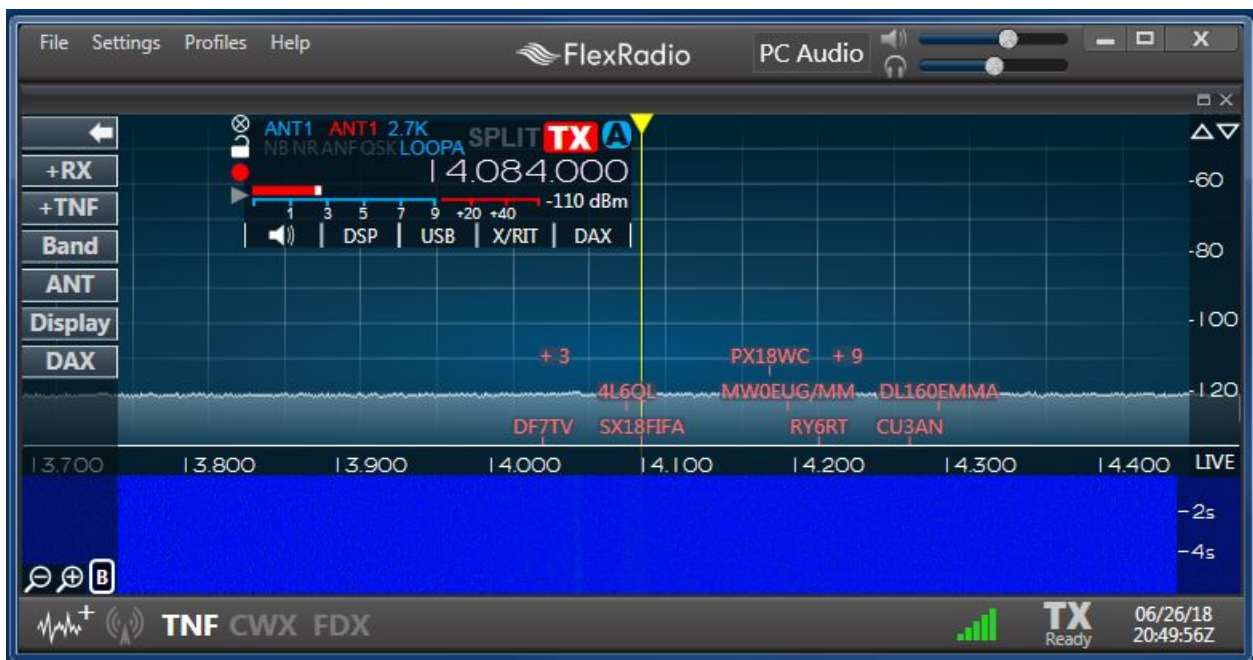 File Settings Profiles Help
FlexRadio
PC Audio
X
ANT1 ANT1 2.7K SPLIT TX A
NB NR ANF QSK LOOPA
14.084.000
1 3 5 7 9 +20 +40 -110 dBm
DSP USB X/RIT DAX
+RX
+TNF
Band
ANT
Display
DAX
-60
-80
-100
-120
+ 3 PX18WC + 9
4L6QL MW0EUG/MM DL160EMMA
DF7TV SX18FIFA RY6RT CU3AN
13.700 13.800 13.900 14.000 14.100 14.200 14.300 14.400 LIVE
-2s
-4s
B
TNF CWX FDX
TX
Ready
06/26/18
20:49:56Z